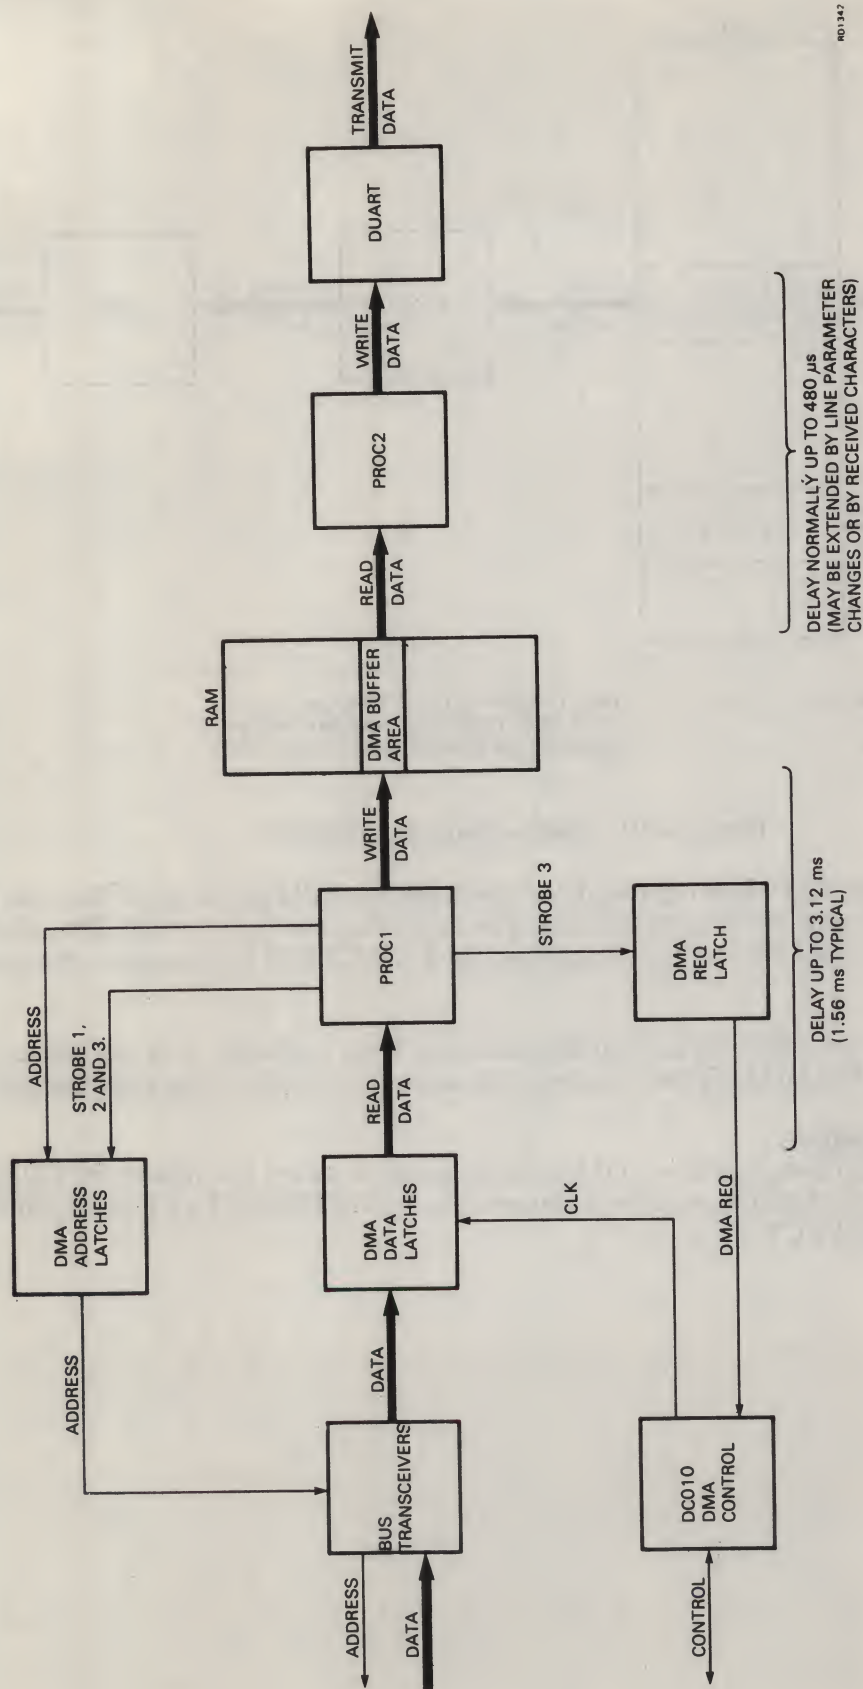 ADDRESS
STROBE 1,
2 AND 3.
DMA
ADDRESS
LATCHES
ADDRESS
RAM
ADDRESS
DATA
BUS
TRANSCEIVERS
DATA
DMA
DATA
LATCHES
READ
DATA
PROC1
WRITE
DATA
DMA BUFFER
AREA
READ
DATA
PROC2
WRITE
DATA
DUART
TRANSMIT
DATA
CLK
STROBE 3
DMA
REQ
LATCH
DMA REQ
CONTROL
DC010
DMA
CONTROL
DELAY UP TO 3.12 ms
(1.56 ms TYPICAL)
DELAY NORMALLY UP TO 480 µs
(MAY BE EXTENDED BY LINE PARAMETER
CHANGES OR BY RECEIVED CHARACTERS)
RD1347